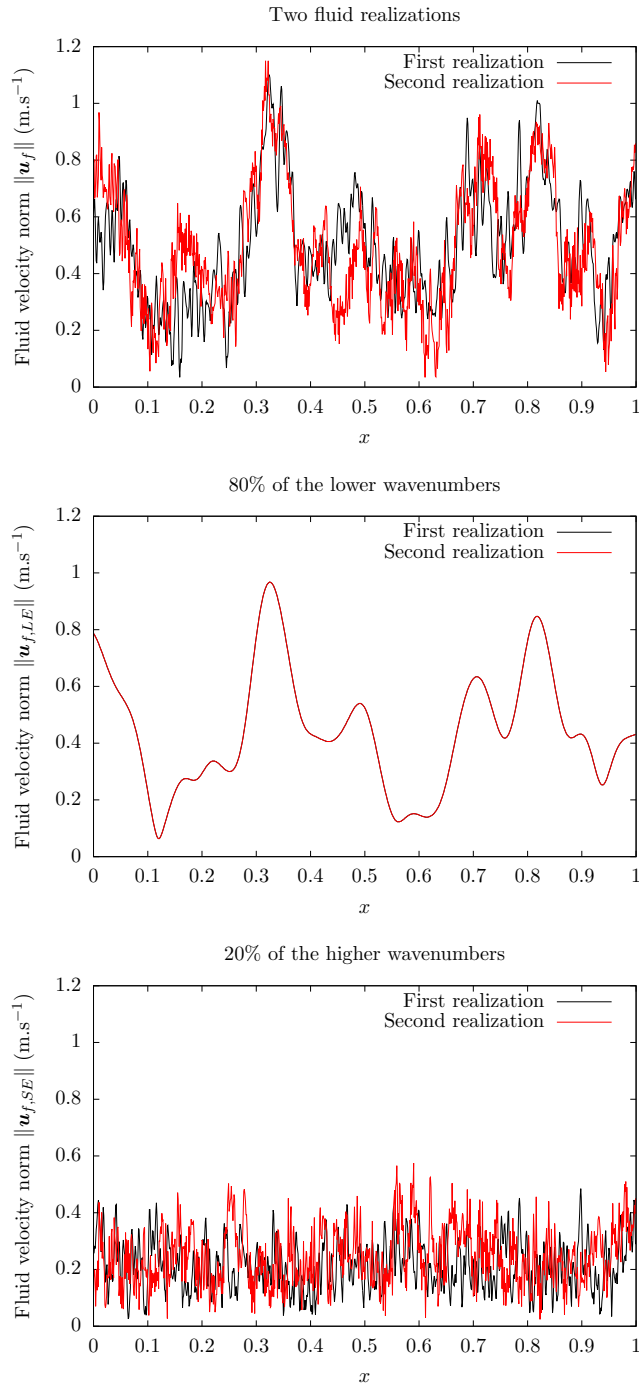 Two fluid realizations
Fluid velocity norm ‖𝒖_f‖ (m.s⁻¹)
1.2
1
0.8
0.6
0.4
0.2
0
First realization
Second realization
0 0.1 0.2 0.3 0.4 0.5 0.6 0.7 0.8 0.9 1
x
80% of the lower wavenumbers
Fluid velocity norm ‖𝒖_{f,LE}‖ (m.s⁻¹)
1.2
1
0.8
0.6
0.4
0.2
0
First realization
Second realization
0 0.1 0.2 0.3 0.4 0.5 0.6 0.7 0.8 0.9 1
x
20% of the higher wavenumbers
Fluid velocity norm ‖𝒖_{f,SE}‖ (m.s⁻¹)
1.2
1
0.8
0.6
0.4
0.2
0
First realization
Second realization
0 0.1 0.2 0.3 0.4 0.5 0.6 0.7 0.8 0.9 1
x